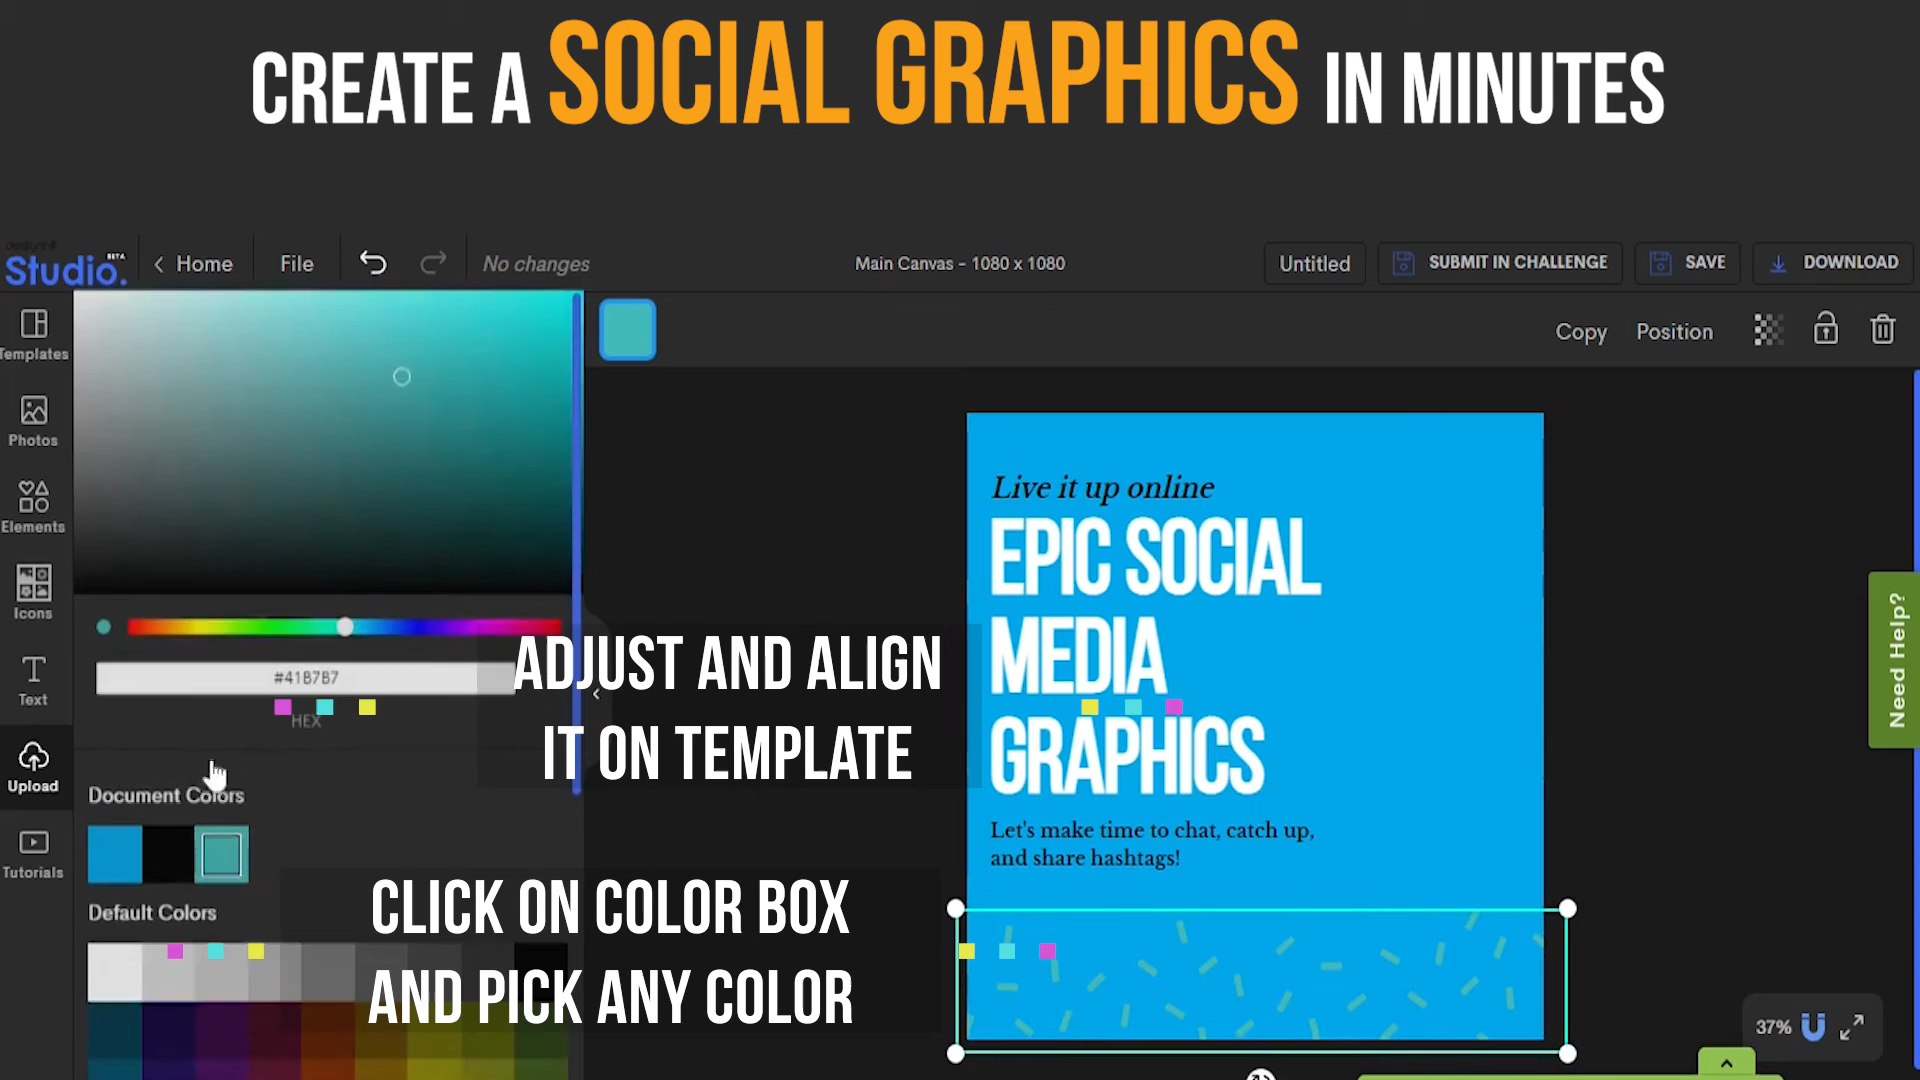 CREATE A SOCIAL GRAPHICS IN MINUTES
designhill
Studio. BETA
Home
File
No changes
Main Canvas - 1080 x 1080
Untitled
SUBMIT IN CHALLENGE
SAVE
DOWNLOAD
Copy
Position
Templates
Photos
Elements
Icons
Text
Upload
Tutorials
#41B7B7
HEX
Document Colors
Default Colors
ADJUST AND ALIGN
IT ON TEMPLATE
CLICK ON COLOR BOX
AND PICK ANY COLOR
Live it up online
EPIC SOCIAL
MEDIA
GRAPHICS
Let's make time to chat, catch up,
and share hashtags!
Need Help?
37%